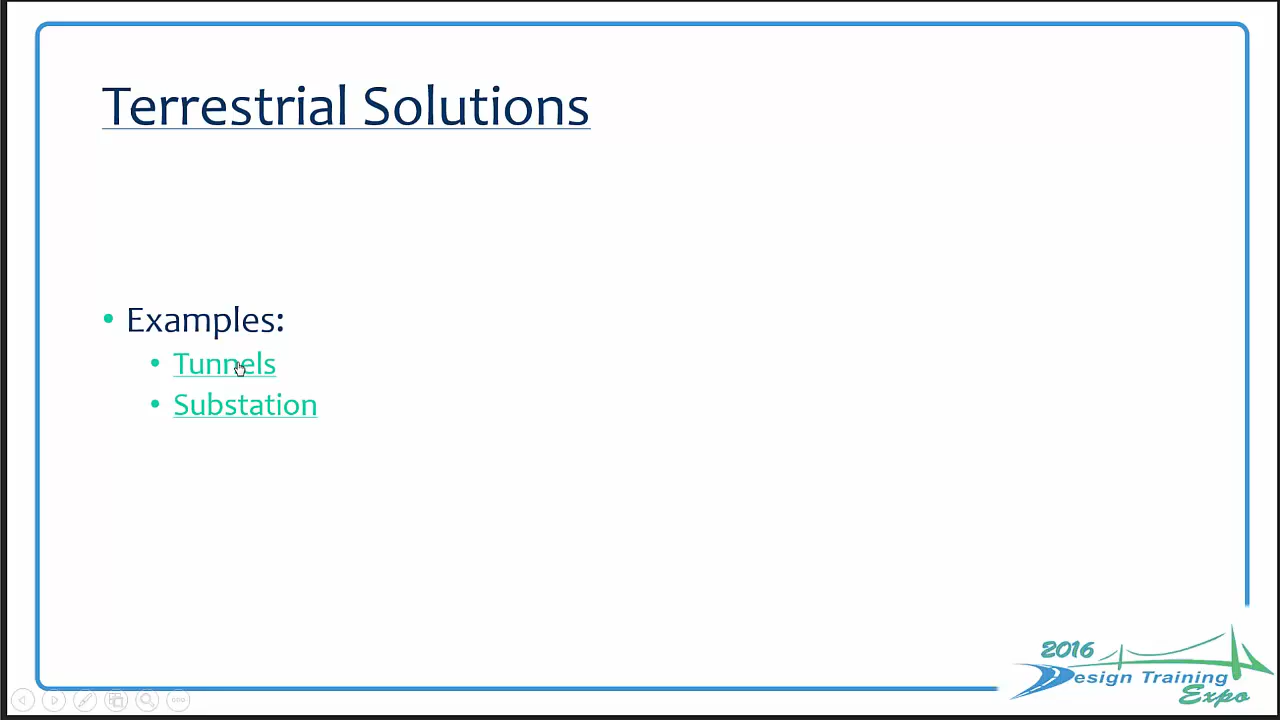 Terrestrial Solutions
• Examples:
• Tunnels
• Substation
2016
Design Training
Expo